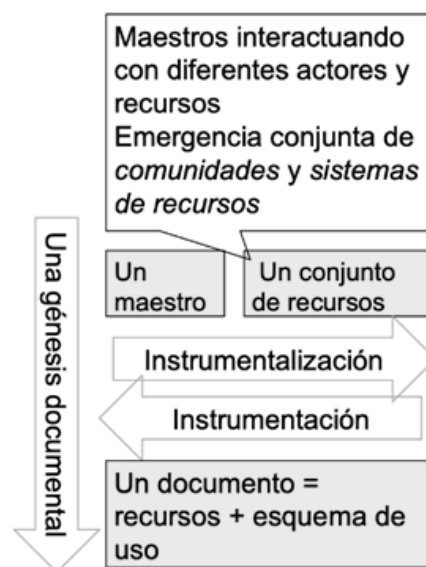 Maestros interactuando
con diferentes actores y
recursos
Emergencia conjunta de
comunidades y sistemas
de recursos
Una génesis documental
Un
maestro
Un conjunto
de recursos
Instrumentalización
Instrumentación
Un documento =
recursos + esquema de
uso